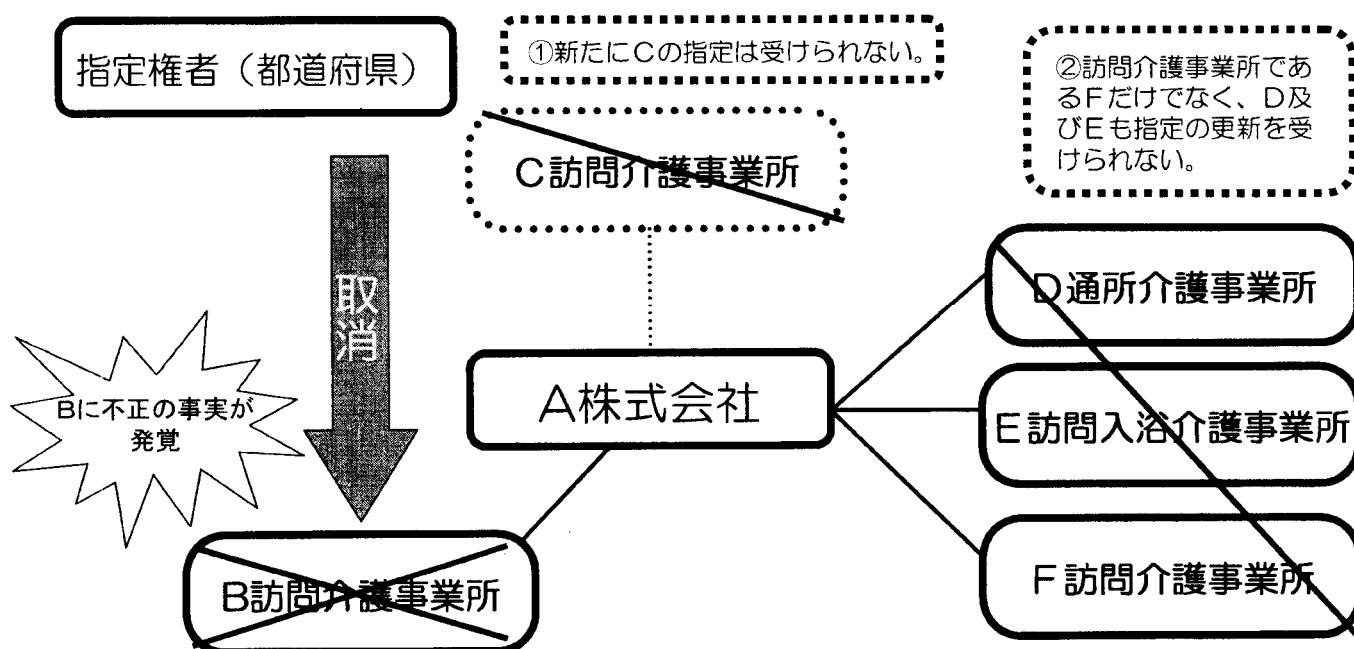 指定権者（都道府県）
①新たにCの指定は受けられない。
②訪問介護事業所であ
るFだけでなく、D及
びEも指定の更新を受
けられない。
C訪問介護事業所
取消
D通所介護事業所
Bに不正の事実が
発覚
A株式会社
E訪問入浴介護事業所
B訪問介護事業所
F訪問介護事業所